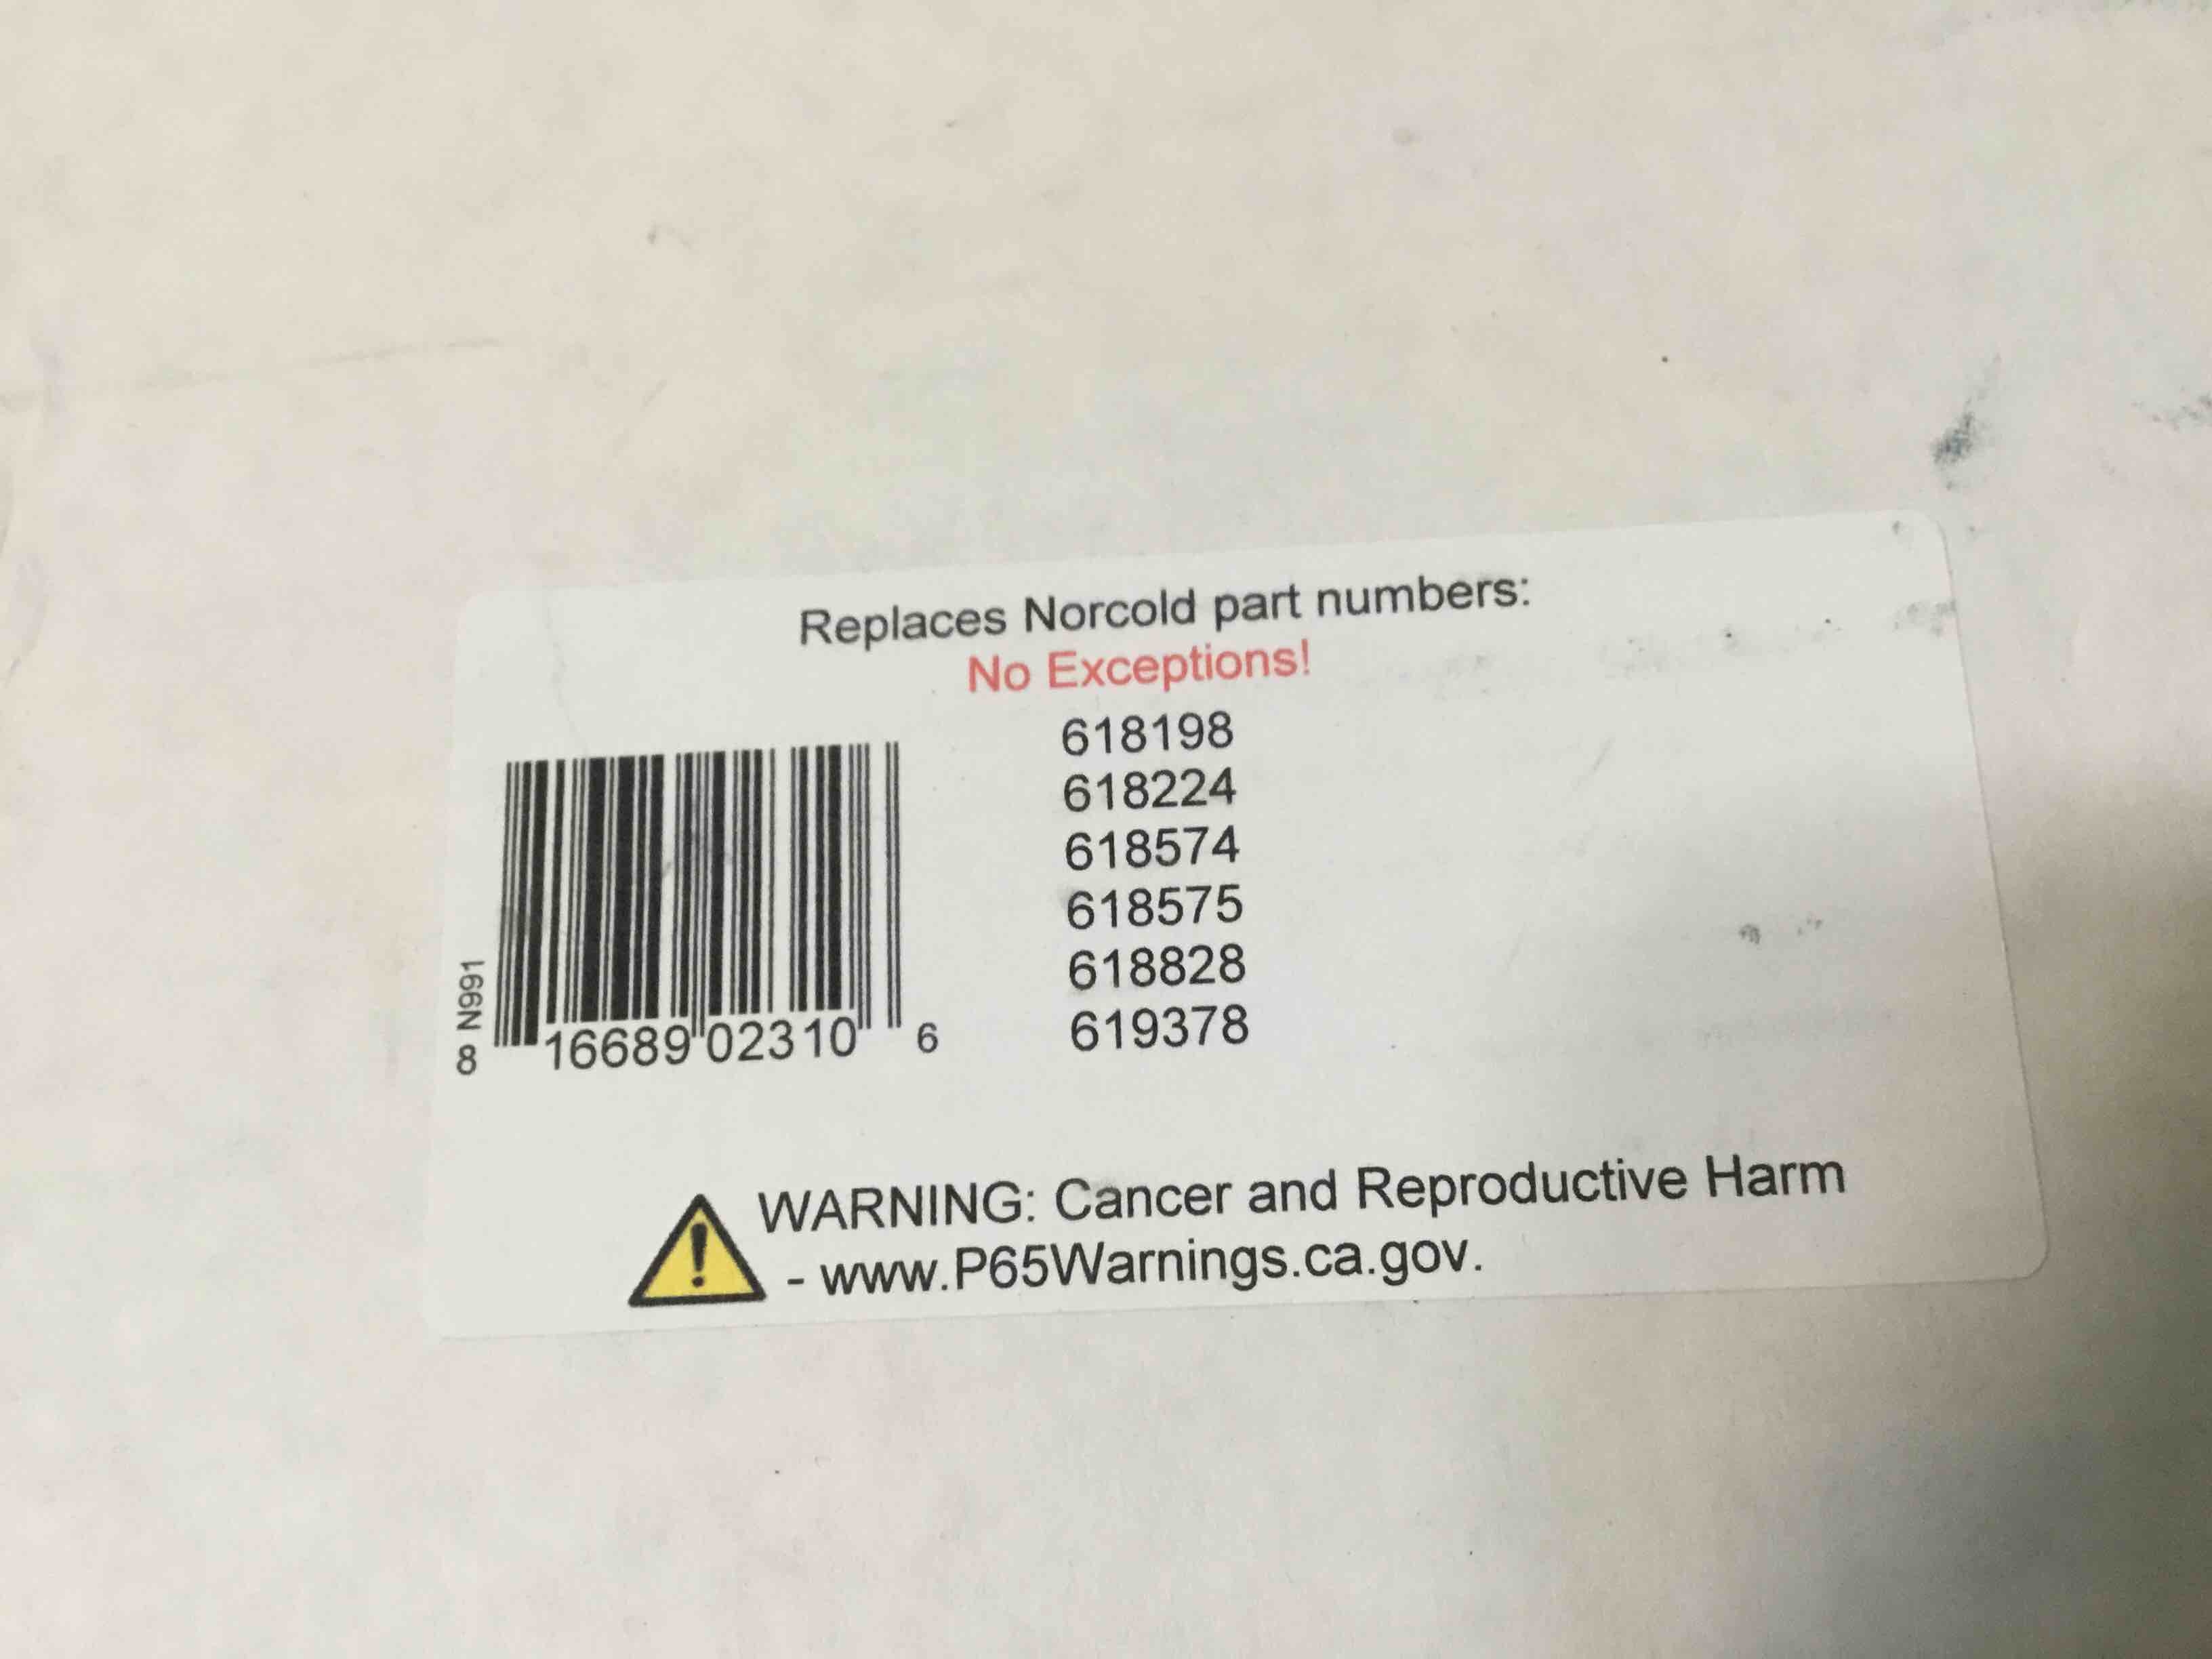 Replaces Norcold part numbers:
No Exceptions!
618198
618224
618574
618575
618828
619378
N991
8 16689 02310 6
WARNING: Cancer and Reproductive Harm
- www.P65Warnings.ca.gov.